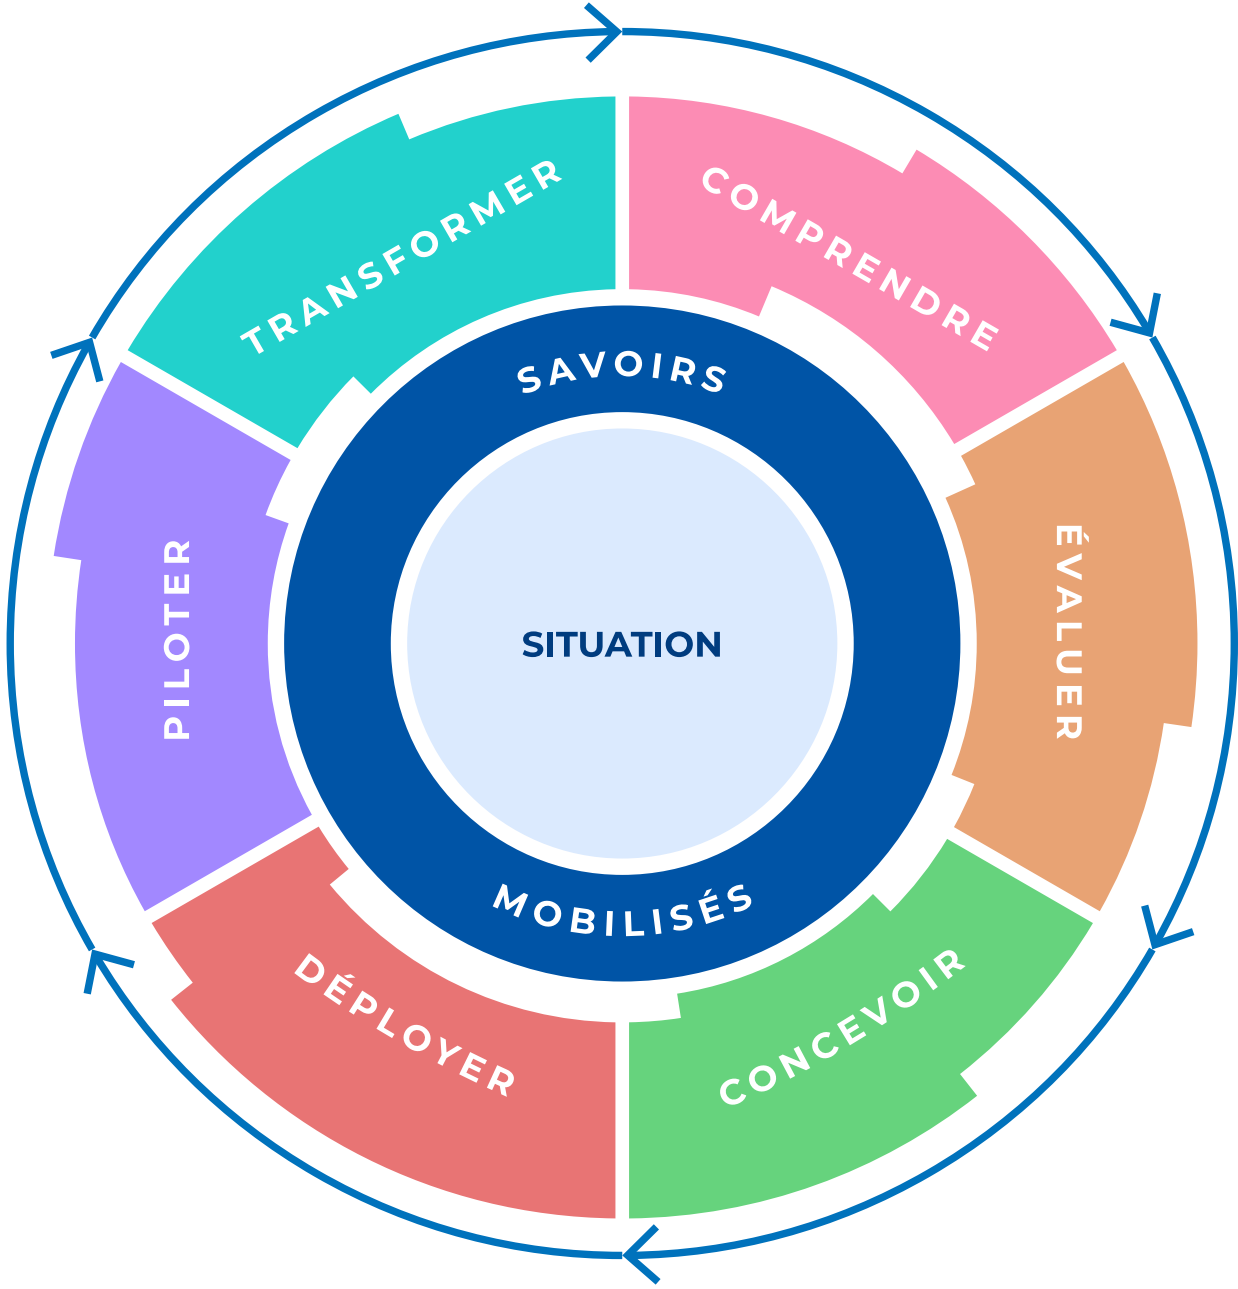 TRANSFORMER
COMPRENDRE
SAVOIRS
ÉVALUER
PILOTER
SITUATION
MOBILISÉS
DÉPLOYER
CONCEVOIR